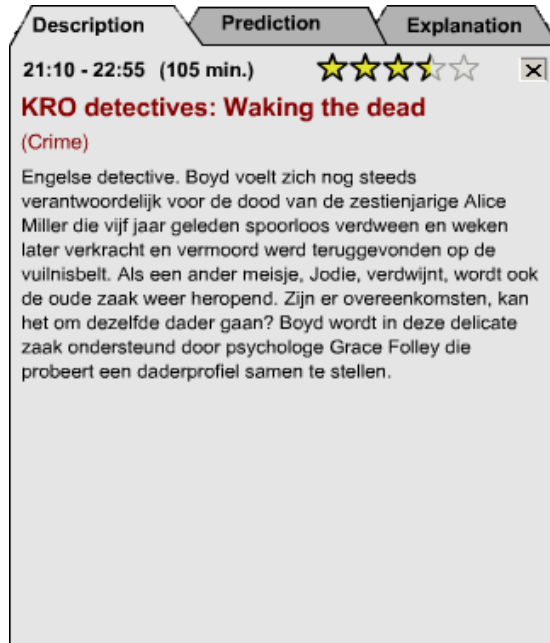 Description Prediction Explanation
21:10 - 22:55 (105 min.)
KRO detectives: Waking the dead
(Crime)
Engelse detective. Boyd voelt zich nog steeds
verantwoordelijk voor de dood van de zestienjarige Alice
Miller die vijf jaar geleden spoorloos verdween en weken
later verkracht en vermoord werd teruggevonden op de
vuilnisbelt. Als een ander meisje, Jodie, verdwijnt, wordt ook
de oude zaak weer heropend. Zijn er overeenkomsten, kan
het om dezelfde dader gaan? Boyd wordt in deze delicate
zaak ondersteund door psychologe Grace Folley die
probeert een daderprofiel samen te stellen.